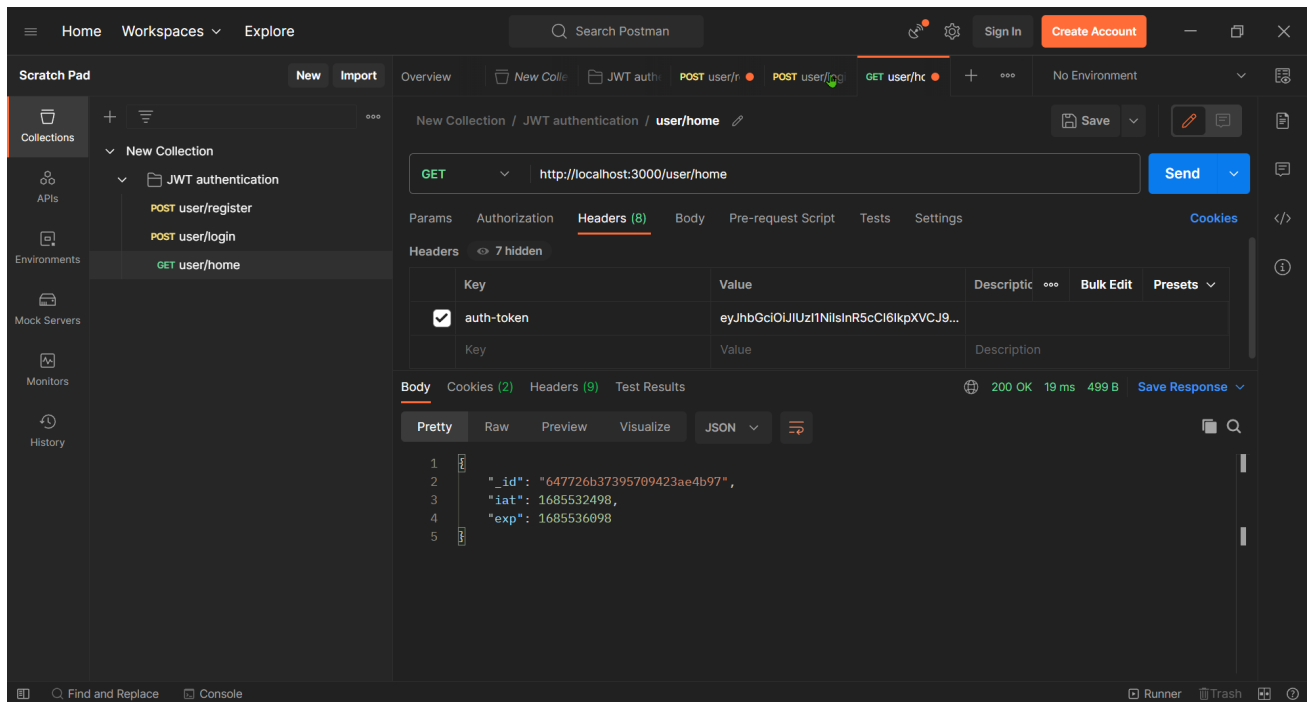 Home Workspaces Explore Search Postman Sign In Create Account
Scratch Pad New Import Overview New Colle JWT auth POST user/r POST user/logi GET user/hc No Environment
Collections
APIs
Environments
Mock Servers
Monitors
History
New Collection
JWT authentication
POST user/register
POST user/login
GET user/home
New Collection / JWT authentication / user/home Save
GET http://localhost:3000/user/home Send
Params Authorization Headers (8) Body Pre-request Script Tests Settings Cookies
Headers 7 hidden
Key Value Descriptic Bulk Edit Presets
auth-token eyJhbGciOiJIUzI1NiIsInR5cCI6IkpXVCJ9...
Key Value Description
Body Cookies (2) Headers (9) Test Results 200 OK 19 ms 499 B Save Response
Pretty Raw Preview Visualize JSON
1 {
2 "_id": "647726b37395709423ae4b97",
3 "iat": 1685532498,
4 "exp": 1685536098
5 }
Find and Replace Console Runner Trash